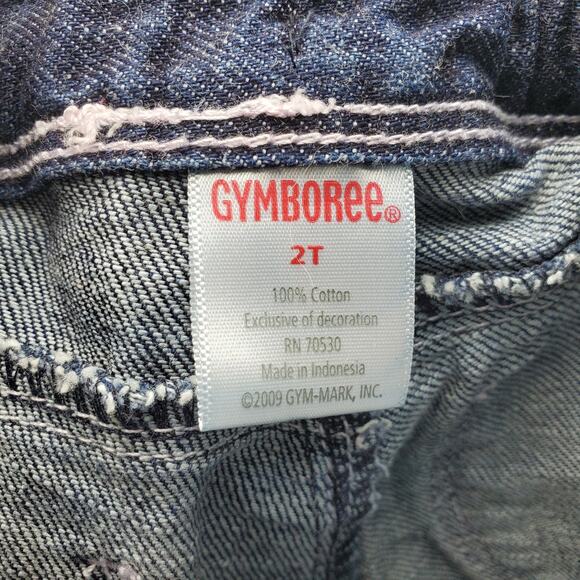 GYMBOREE®
2T
100% Cotton
Exclusive of decoration
RN 70530
Made in Indonesia
©2009 GYM-MARK, INC.